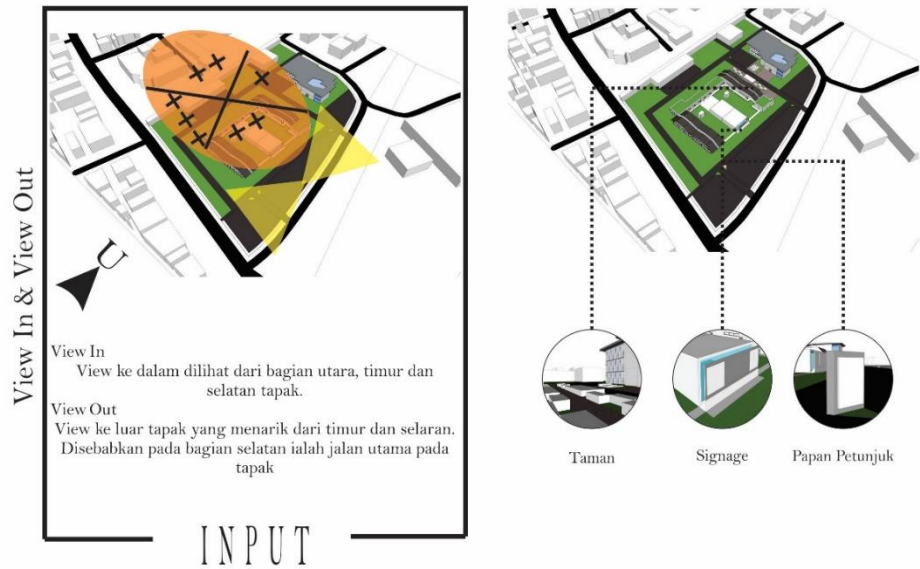 View In & View Out
U
View In
View ke dalam dilihat dari bagian utara, timur dan
selatan tapak.
View Out
View ke luar tapak yang menarik dari timur dan selaran.
Disebabkan pada bagian selatan ialah jalan utama pada
tapak
INPUT
Taman
Signage
Papan Petunjuk